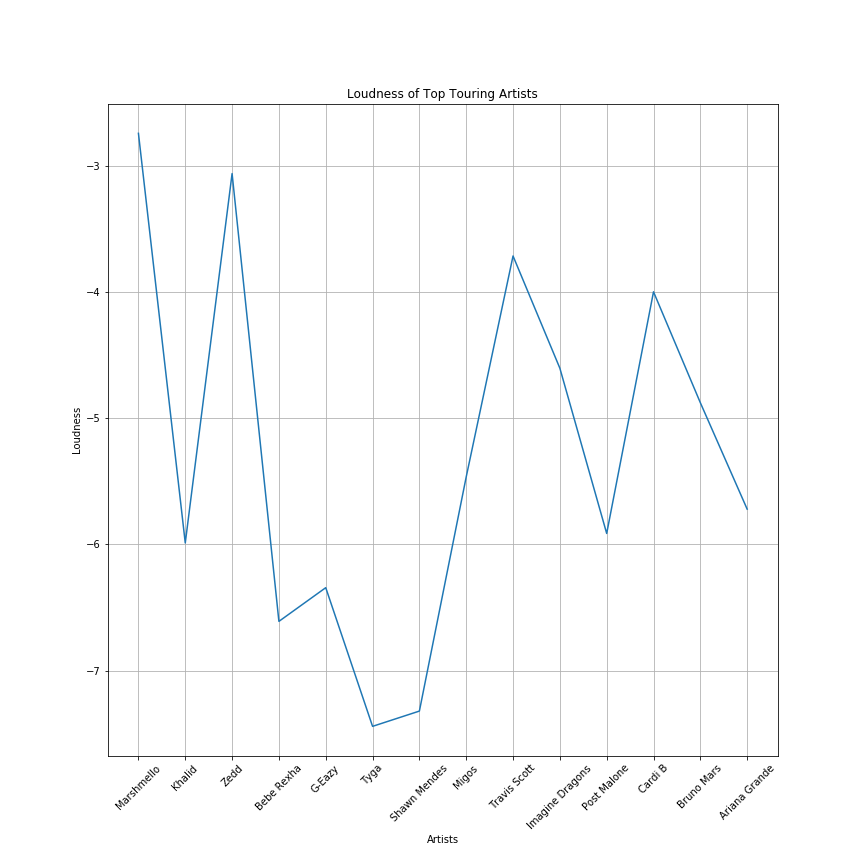 Loudness of Top Touring Artists
−3
−4
−5
−6
−7
Loudness
Marshmello
Khalid
Zedd
Bebe Rexha
G-Eazy
Tyga
Shawn Mendes
Migos
Travis Scott
Imagine Dragons
Post Malone
Cardi B
Bruno Mars
Ariana Grande
Artists